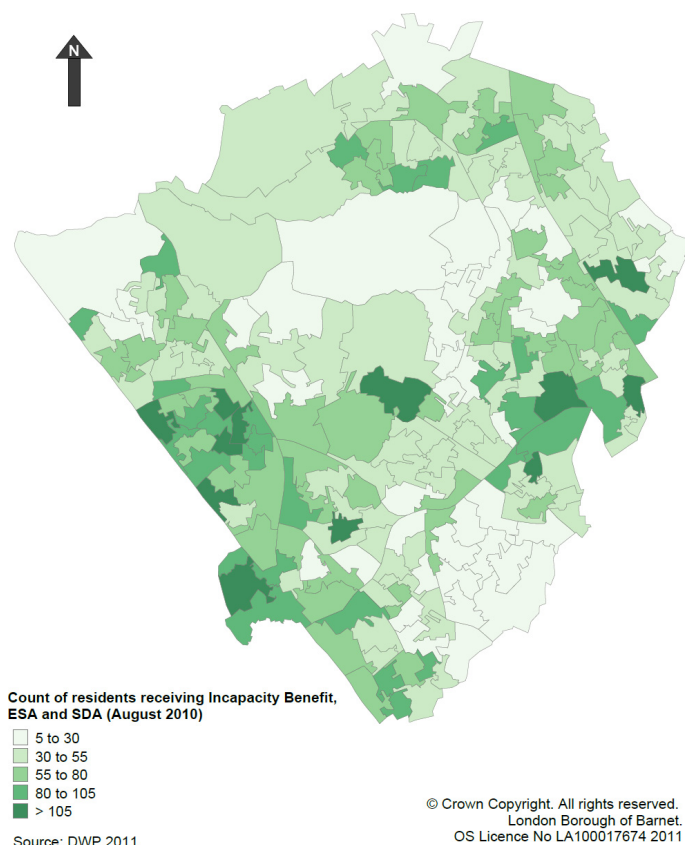 N
Count of residents receiving Incapacity Benefit,
ESA and SDA (August 2010)
5 to 30
30 to 55
55 to 80
80 to 105
> 105
© Crown Copyright. All rights reserved.
London Borough of Barnet.
OS Licence No LA100017674 2011
Source: DWP 2011